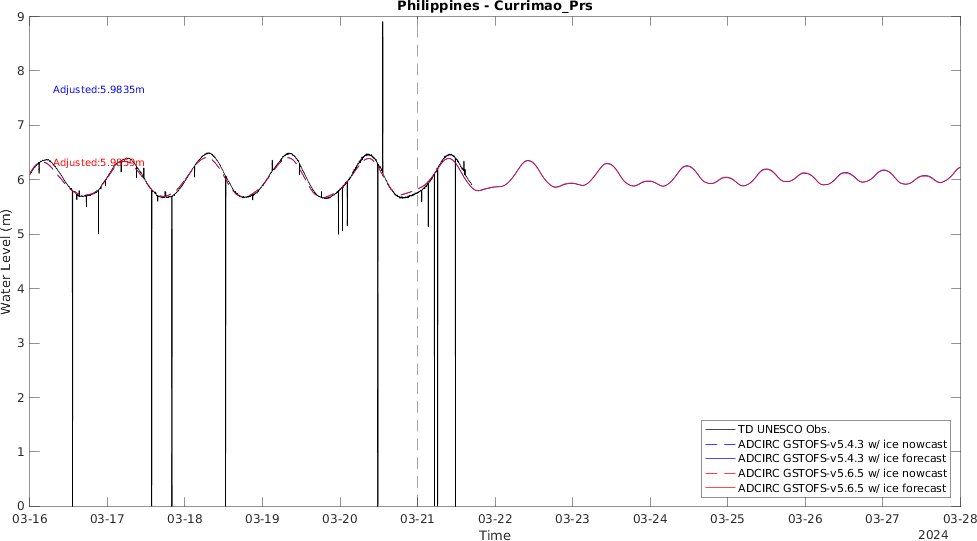 Philippines - Currimao_Prs
9
8
7
6
5
4
3
2
1
0
Water Level (m)
Adjusted:5.9835m
TD UNESCO Obs.
ADCIRC GSTOFS-v5.4.3 w/ ice nowcast
ADCIRC GSTOFS-v5.4.3 w/ ice forecast
ADCIRC GSTOFS-v5.6.5 w/ ice nowcast
ADCIRC GSTOFS-v5.6.5 w/ ice forecast
03-16 03-17 03-18 03-19 03-20 03-21 03-22 03-23 03-24 03-25 03-26 03-27 03-28
Time
2024